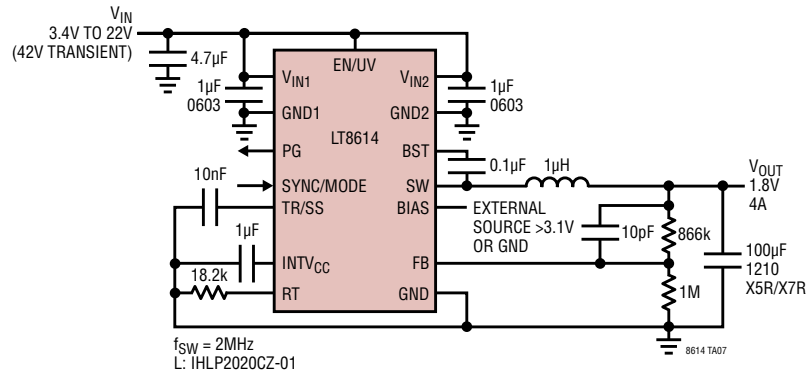 VIN
3.4V TO 22V
(42V TRANSIENT)
4.7µF
EN/UV
VIN1
VIN2
1µF
0603
1µF
0603
GND1
GND2
LT8614
PG
BST
0.1µF
1µH
VOUT
1.8V
4A
10nF
SYNC/MODE
SW
TR/SS
BIAS
EXTERNAL
SOURCE >3.1V
OR GND
10pF
866k
1µF
100µF
1210
X5R/X7R
INTVCC
FB
18.2k
RT
GND
1M
fSW = 2MHz
L: IHLP2020CZ-01
8614 TA07